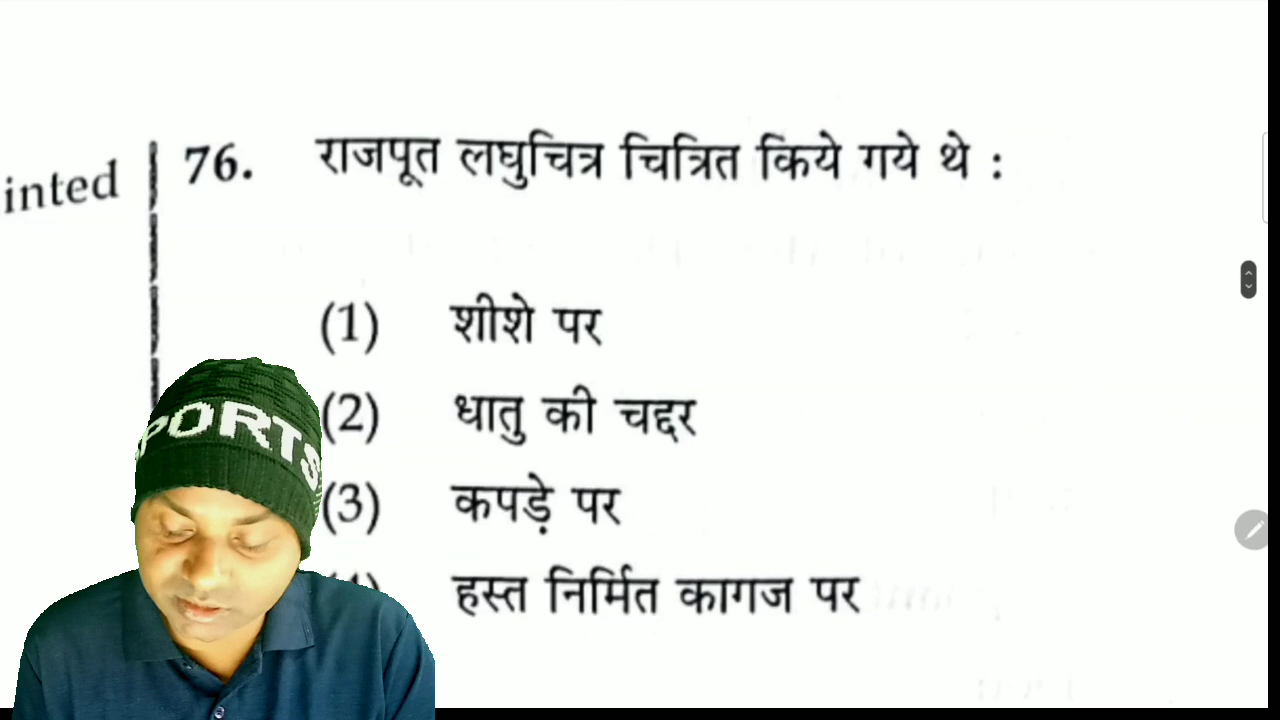 inted
76. राजपूत लघुचित्र चित्रित किये गये थे :
(1) शीशे पर
(2) धातु की चद्दर
(3) कपड़े पर
हस्त निर्मित कागज पर
PORTS